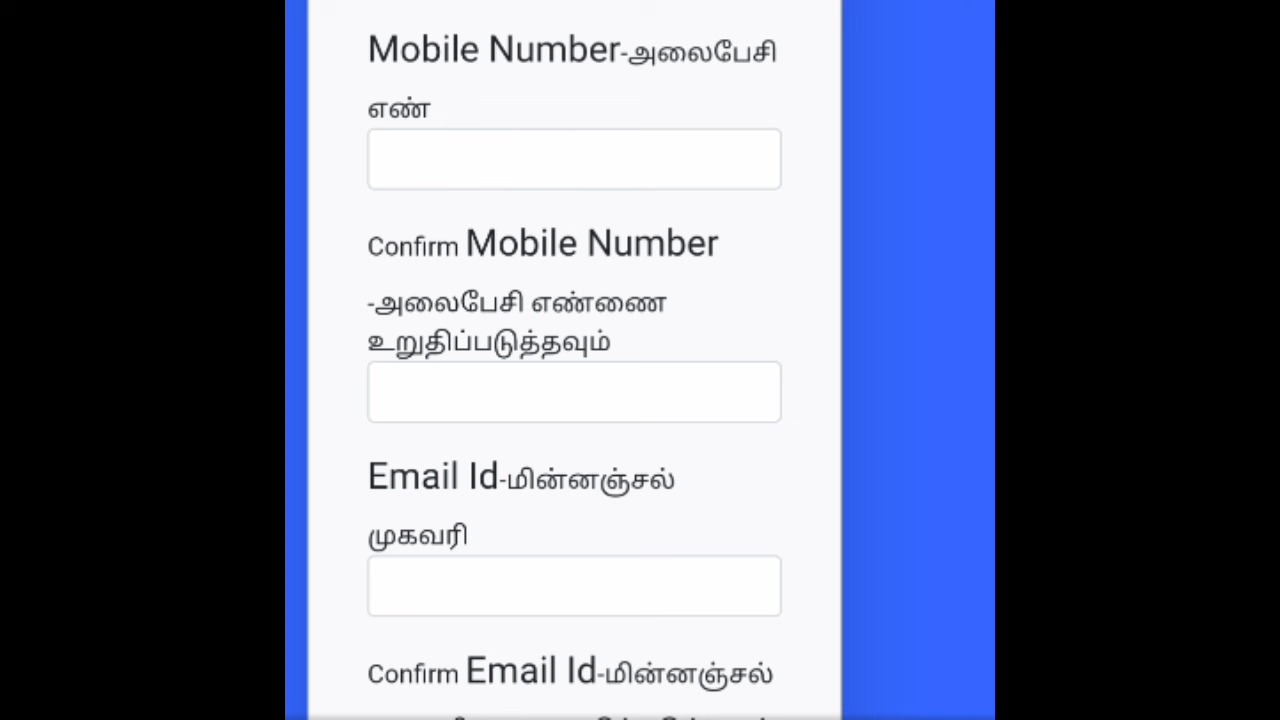 Mobile Number-அலைபேசி
எண்
Confirm Mobile Number
-அலைபேசி எண்ணை
உறுதிப்படுத்தவும்
Email Id-மின்னஞ்சல்
முகவரி
Confirm Email Id-மின்னஞ்சல்